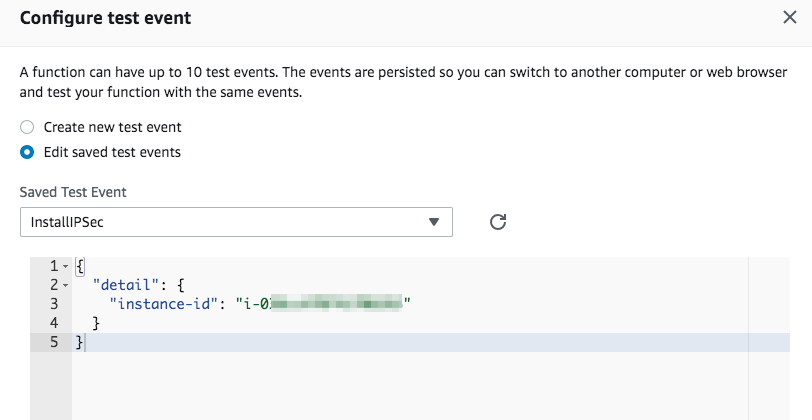 Configure test event
A function can have up to 10 test events. The events are persisted so you can switch to another computer or web browser
and test your function with the same events.
Create new test event
Edit saved test events
Saved Test Event
InstallIPSec
1 {
2 "detail": {
3 "instance-id": "i-0
4 }
5 }